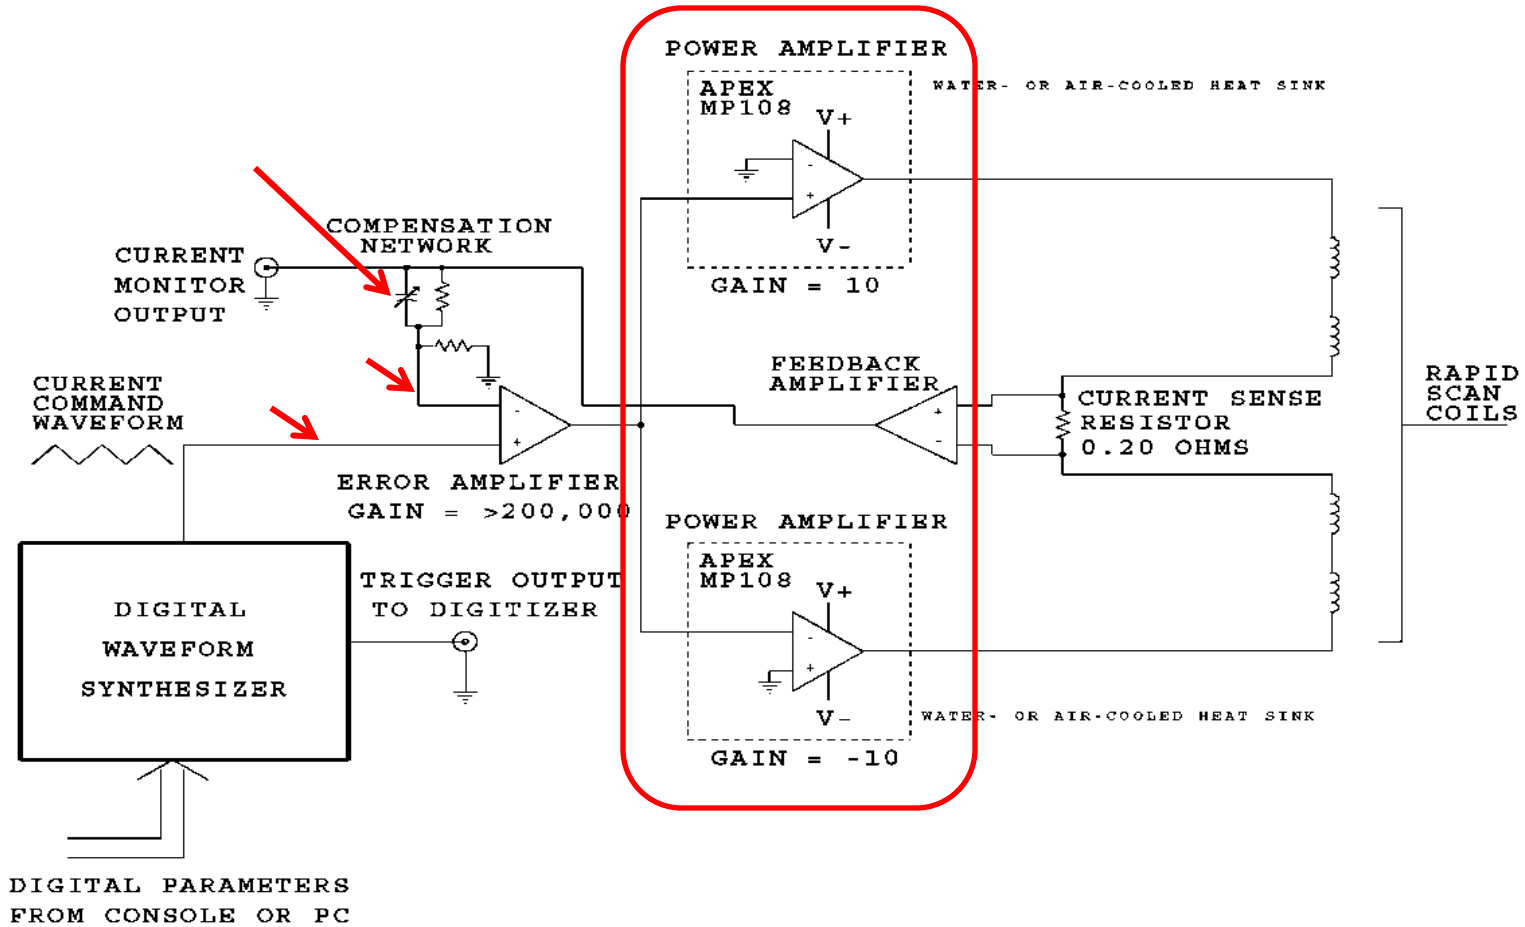 POWER AMPLIFIER
APEX
MP108
V+
-
+
V-
GAIN = 10
WATER- OR AIR-COOLED HEAT SINK
COMPENSATION
NETWORK
CURRENT
MONITOR
OUTPUT
CURRENT
COMMAND
WAVEFORM
-
+
ERROR AMPLIFIER
GAIN = >200,000
FEEDBACK
AMPLIFIER
+
-
CURRENT SENSE
RESISTOR
0.20 OHMS
RAPID
SCAN
COILS
POWER AMPLIFIER
APEX
MP108
V+
-
+
V-
GAIN = -10
WATER- OR AIR-COOLED HEAT SINK
TRIGGER OUTPUT
TO DIGITIZER
DIGITAL
WAVEFORM
SYNTHESIZER
DIGITAL PARAMETERS
FROM CONSOLE OR PC